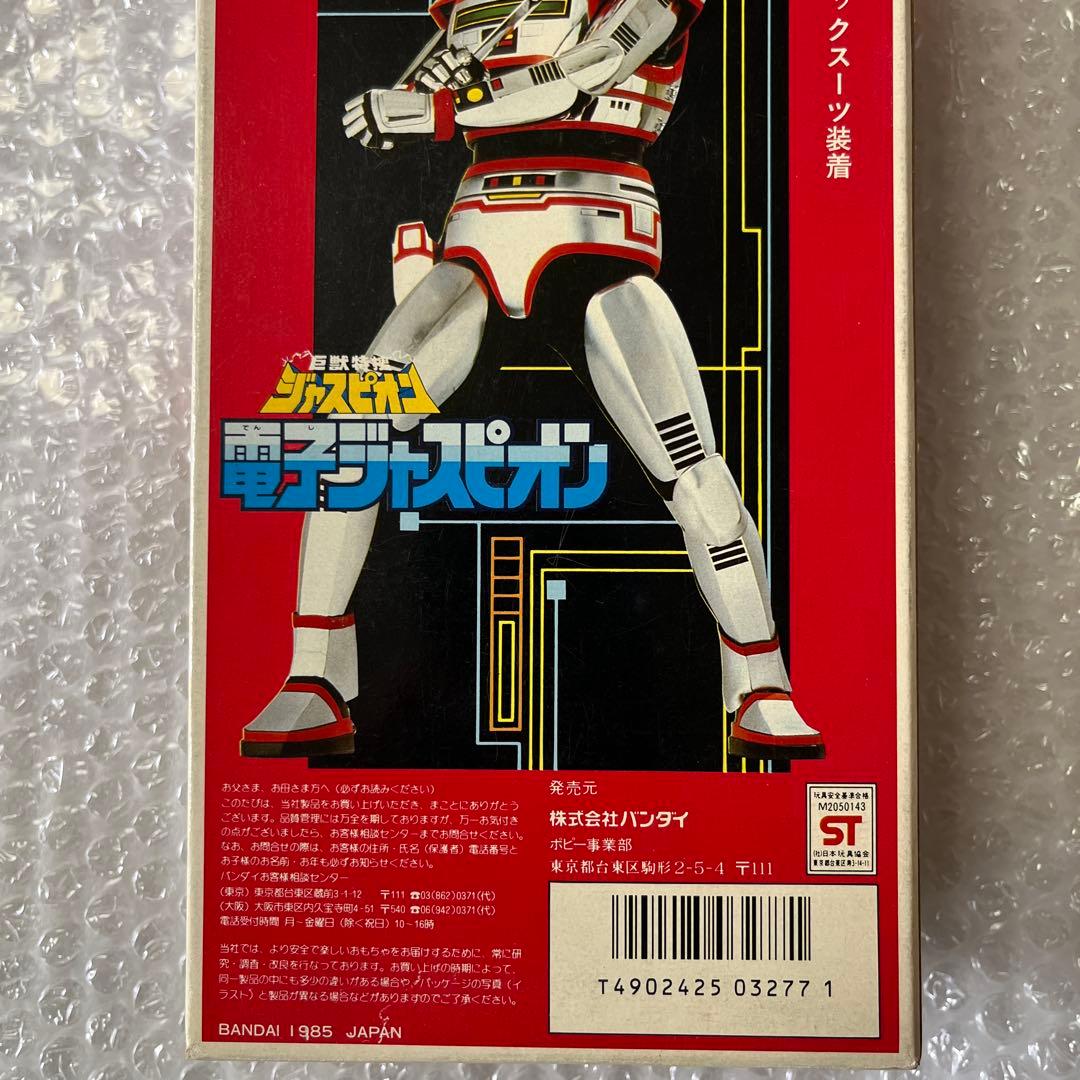 ックスーツ装着
巨獣特捜
ジャスピオン
でんし
電子ジャスピオン
お父さま、お母さま方へ（必ずお読みください）
このたびは、当社製品をお買い上げいただき、まことにありがとう
ございます。品質管理には万全を期しておりますが、万一お気付き
の点がございましたら、お客様相談センターまでお問合せください。
なお、お問合せの際は、お客様の住所・氏名（保護者）電話番号と
お子様のお名前・お年も必ずお知らせください。
バンダイお客様相談センター
（東京）東京都台東区蔵前3-1-12 〒111 ☎03(862)0371(代)
（大阪）大阪市東区内久宝寺町4-51 〒540 ☎06(942)0371(代)
電話受付時間 月～金曜日（除く祝日）10～16時
当社では、より安全で楽しいおもちゃをお届けするために、常に研
究・調査・改良を行なっております。お買い上げの時期によって、
同一製品の中にも多少の違いがある場合や、パッケージの写真（イ
ラスト）と製品が異なる場合などがありますのでご了承ください。
BANDAI 1985 JAPAN
発売元
株式会社バンダイ
ポピー事業部
東京都台東区駒形2-5-4 〒111
玩具安全基準合格
M2050143
ST
(社)日本玩具協会
T4902425 03277 1